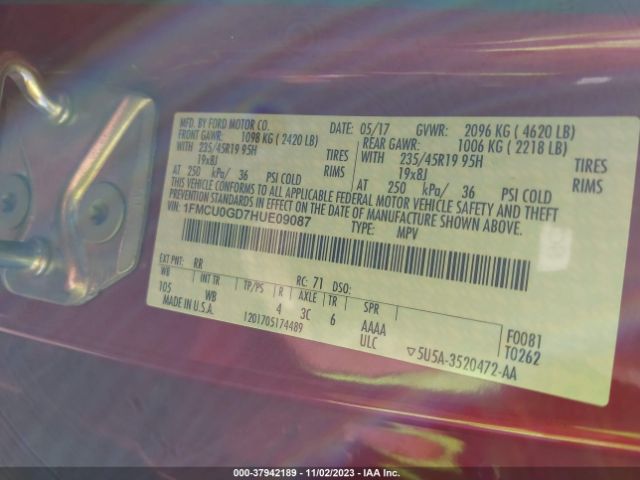 MFD. BY FORD MOTOR CO. DATE: 05/17 GVWR: 2096 KG ( 4620 LB)
FRONT GAWR: 1098 KG ( 2420 LB) REAR GAWR: 1006 KG ( 2218 LB)
WITH 235/45R19 95H TIRES WITH 235/45R19 95H TIRES
19x8J RIMS 19x8J RIMS
AT 250 kPa/ 36 PSI COLD AT 250 kPa/ 36 PSI COLD
THIS VEHICLE CONFORMS TO ALL APPLICABLE FEDERAL MOTOR VEHICLE SAFETY AND THEFT
PREVENTION STANDARDS IN EFFECT ON THE DATE OF MANUFACTURE SHOWN ABOVE.
VIN: 1FMCU0GD7HUE09087 TYPE: MPV
EXT PNT: RR RC: 71 DSO:
WB INT TR TP/PS R AXLE TR SPR
105 WB 4 3C 6 AAAA F0081
MADE IN U.S.A. 1201705174489 ULC T0262
▽5U5A-3520472-AA
000-37942189 - 11/02/2023 - IAA Inc.